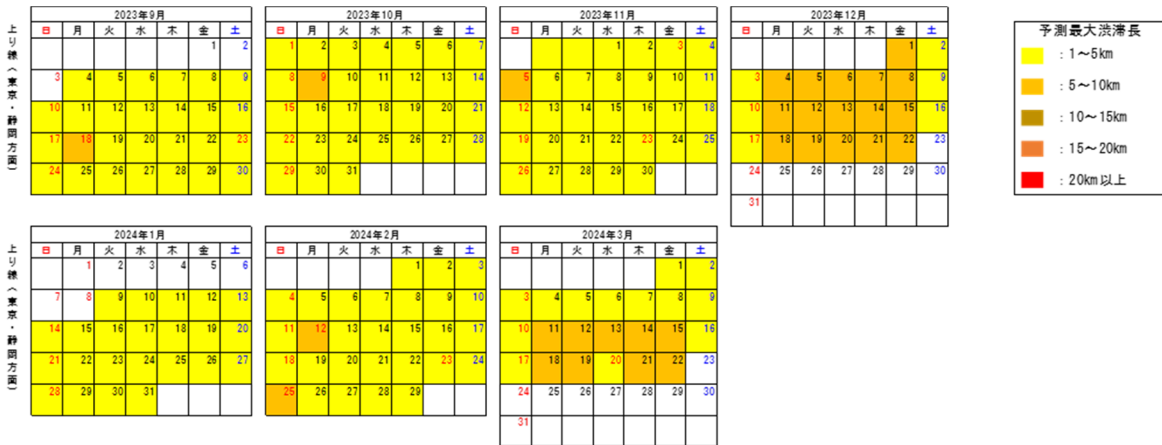 2023年9月
日 月 火 水 木 金 土
1 2
3 4 5 6 7 8 9
10 11 12 13 14 15 16
17 18 19 20 21 22 23
24 25 26 27 28 29 30
2023年10月
日 月 火 水 木 金 土
1 2 3 4 5 6 7
8 9 10 11 12 13 14
15 16 17 18 19 20 21
22 23 24 25 26 27 28
29 30 31
2023年11月
日 月 火 水 木 金 土
1 2 3 4
5 6 7 8 9 10 11
12 13 14 15 16 17 18
19 20 21 22 23 24 25
26 27 28 29 30
2023年12月
日 月 火 水 木 金 土
1 2
3 4 5 6 7 8 9
10 11 12 13 14 15 16
17 18 19 20 21 22 23
24 25 26 27 28 29 30
31
上り線(東京・静岡方面)
予測最大渋滞長
：1～5km
：5～10km
：10～15km
：15～20km
：20km以上
2024年1月
日 月 火 水 木 金 土
1 2 3 4 5 6
7 8 9 10 11 12 13
14 15 16 17 18 19 20
21 22 23 24 25 26 27
28 29 30 31
2024年2月
日 月 火 水 木 金 土
1 2 3
4 5 6 7 8 9 10
11 12 13 14 15 16 17
18 19 20 21 22 23 24
25 26 27 28 29
2024年3月
日 月 火 水 木 金 土
1 2
3 4 5 6 7 8 9
10 11 12 13 14 15 16
17 18 19 20 21 22 23
24 25 26 27 28 29 30
31
上り線(東京・静岡方面)